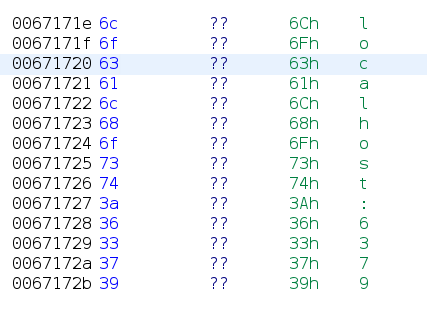 0067171e 6c ?? 6Ch l
0067171f 6f ?? 6Fh o
00671720 63 ?? 63h c
00671721 61 ?? 61h a
00671722 6c ?? 6Ch l
00671723 68 ?? 68h h
00671724 6f ?? 6Fh o
00671725 73 ?? 73h s
00671726 74 ?? 74h t
00671727 3a ?? 3Ah :
00671728 36 ?? 36h 6
00671729 33 ?? 33h 3
0067172a 37 ?? 37h 7
0067172b 39 ?? 39h 9